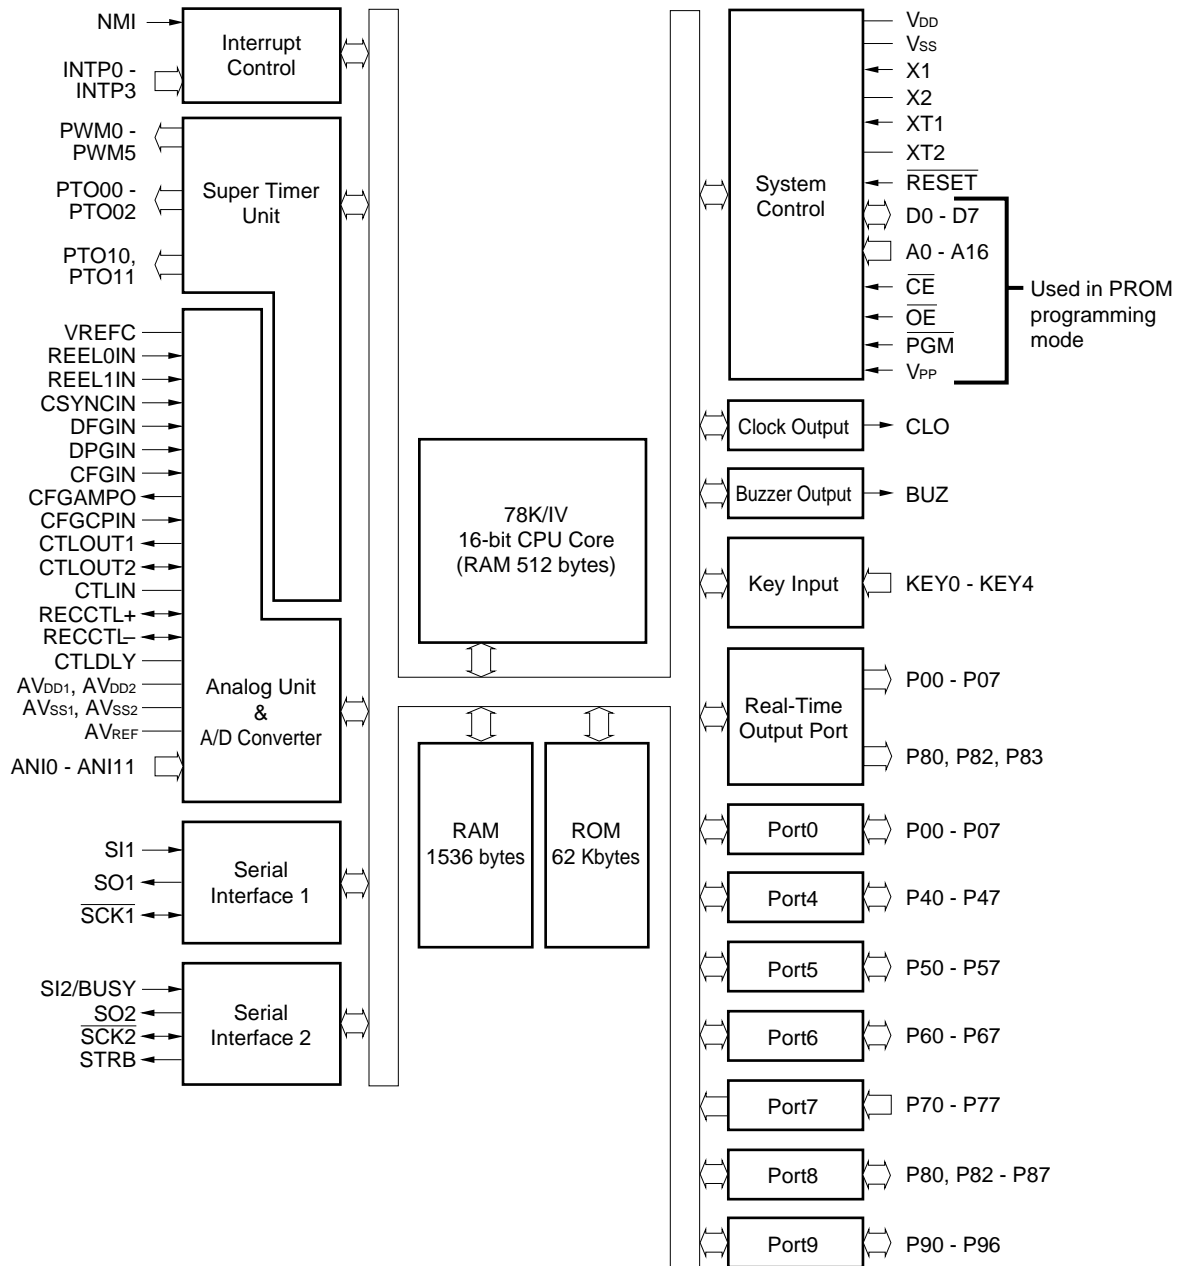 NMI
INTP0 -
INTP3
Interrupt
Control
PWM0 -
PWM5
PTO00 -
PTO02
PTO10,
PTO11
Super Timer
Unit
VREFC
REEL0IN
REEL1IN
CSYNCIN
DFGIN
DPGIN
CFGIN
CFGAMPO
CFGCPIN
CTLOUT1
CTLOUT2
CTLIN
RECCTL+
RECCTL–
CTLDLY
AVDD1, AVDD2
AVSS1, AVSS2
AVREF
ANI0 - ANI11
Analog Unit
&
A/D Converter
SI1
SO1
SCK1
Serial
Interface 1
SI2/BUSY
SO2
SCK2
STRB
Serial
Interface 2
78K/IV
16-bit CPU Core
(RAM 512 bytes)
RAM
1536 bytes
ROM
62 Kbytes
System
Control
VDD
VSS
X1
X2
XT1
XT2
RESET
D0 - D7
A0 - A16
CE
OE
PGM
VPP
Used in PROM
programming
mode
Clock Output
CLO
Buzzer Output
BUZ
Key Input
KEY0 - KEY4
Real-Time
Output Port
P00 - P07
P80, P82, P83
Port0
P00 - P07
Port4
P40 - P47
Port5
P50 - P57
Port6
P60 - P67
Port7
P70 - P77
Port8
P80, P82 - P87
Port9
P90 - P96